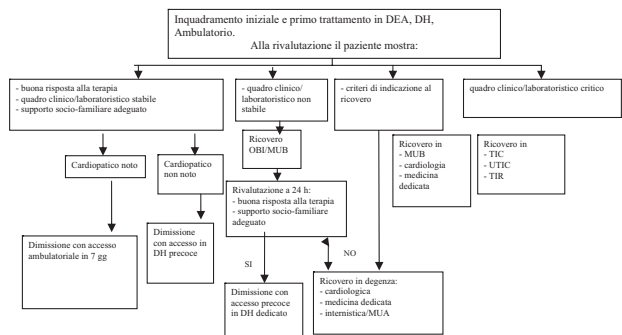 Inquadramento iniziale e primo trattamento in DEA, DH,
Ambulatorio.
Alla rivalutazione il paziente mostra:
- buona risposta alla terapia
- quadro clinico/laboratoristico stabile
- supporto socio-familiare adeguato
- quadro clinico/
laboratoristico non
stabile
- criteri di indicazione al
ricovero
quadro clinico/laboratoristico critico
Ricovero
OBI/MUB
Ricovero in
- MUB
- cardiologia
- medicina
dedicata
Ricovero in
- TIC
- UTIC
- TIR
Cardiopatico noto
Cardiopatico
non noto
Rivalutazione a 24 h:
- buona risposta alla terapia
- supporto socio-familiare
adeguato
Dimissione con accesso
ambulatoriale in 7 gg
Dimissione
con accesso in
DH precoce
SI
NO
Dimissione con
accesso precoce
in DH dedicato
Ricovero in degenza:
- cardiologica
- medicina dedicata
- internistica/MUA